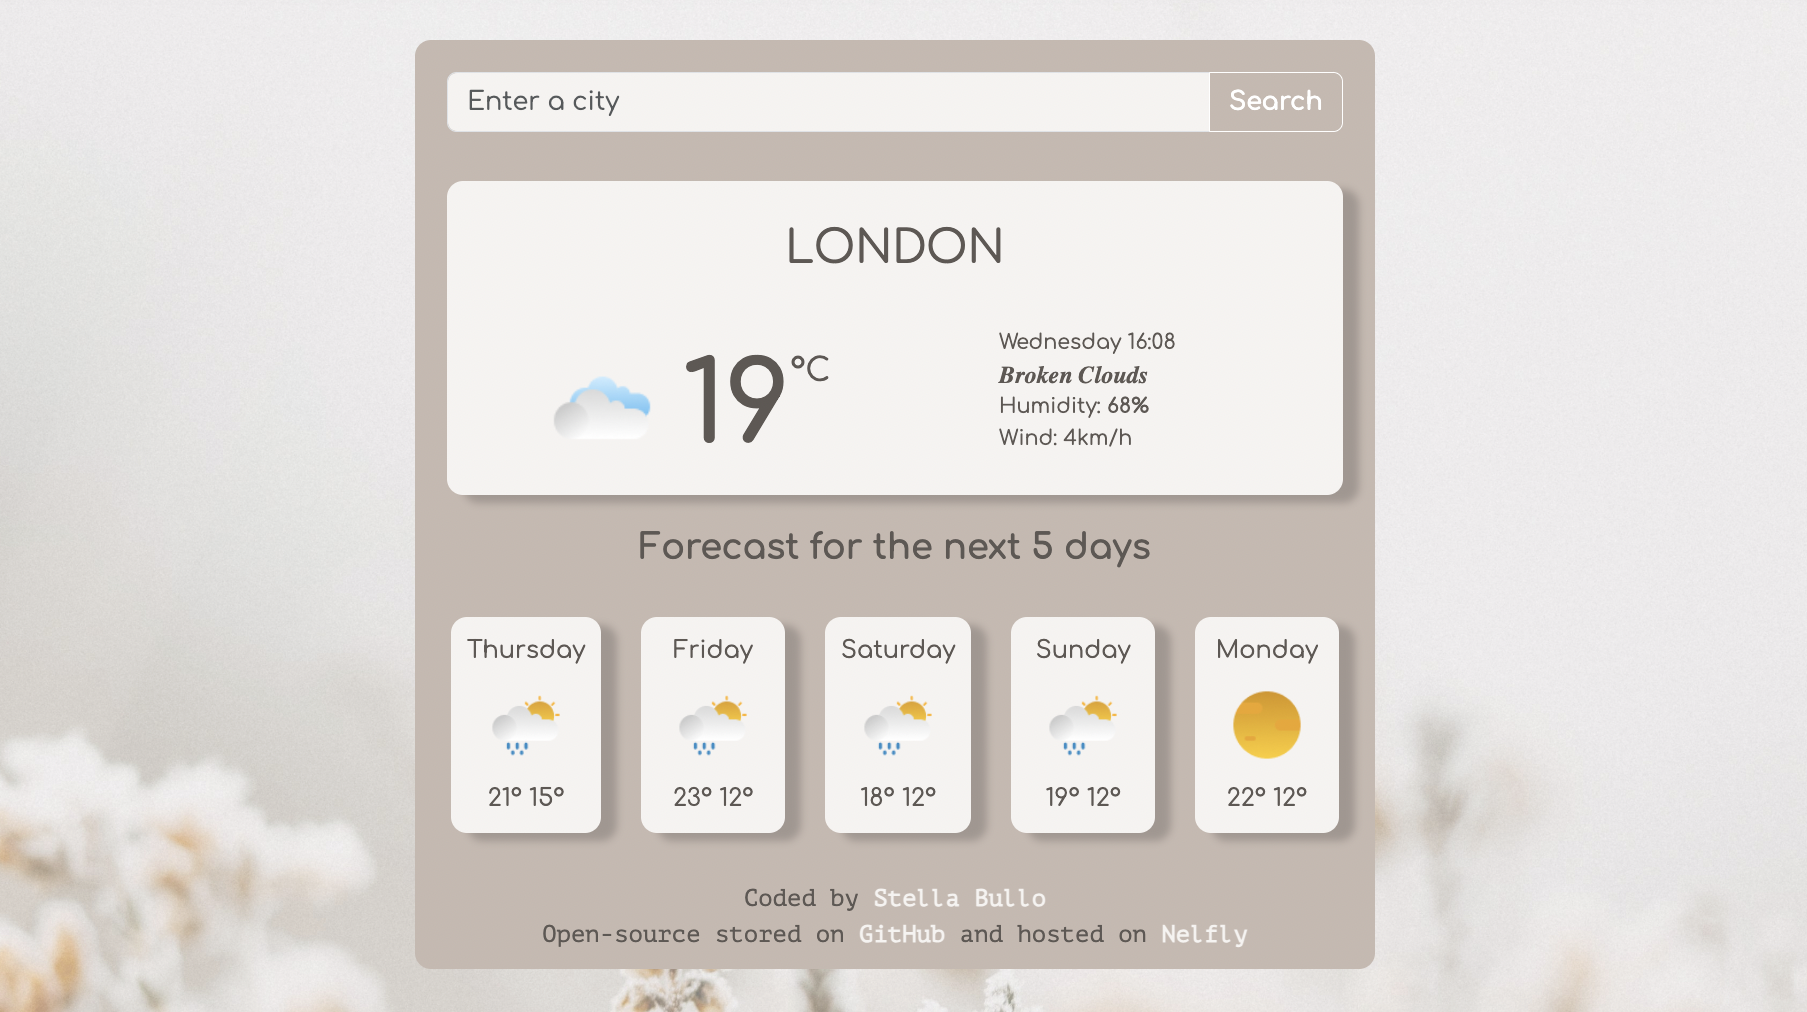 Enter a city
Search
LONDON
19 °C
Wednesday 16:08
Broken Clouds
Humidity: 68%
Wind: 4km/h
Forecast for the next 5 days
Thursday
21° 15°
Friday
23° 12°
Saturday
18° 12°
Sunday
19° 12°
Monday
22° 12°
Coded by Stella Bullo
Open-source stored on GitHub and hosted on Nelfly